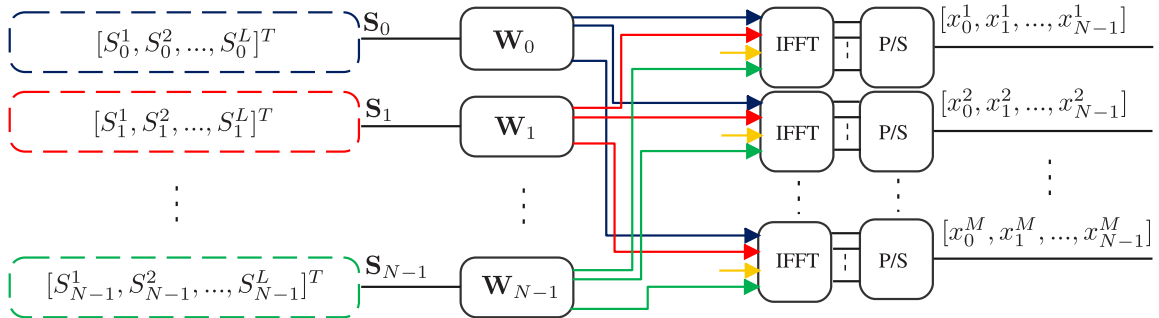 [S_0^1, S_0^2, ..., S_0^L]^T S_0 W_0 IFFT P/S [x_0^1, x_1^1, ..., x_{N-1}^1]
[S_1^1, S_1^2, ..., S_1^L]^T S_1 W_1 IFFT P/S [x_0^2, x_1^2, ..., x_{N-1}^2]
[S_{N-1}^1, S_{N-1}^2, ..., S_{N-1}^L]^T S_{N-1} W_{N-1} IFFT P/S [x_0^M, x_1^M, ..., x_{N-1}^M]